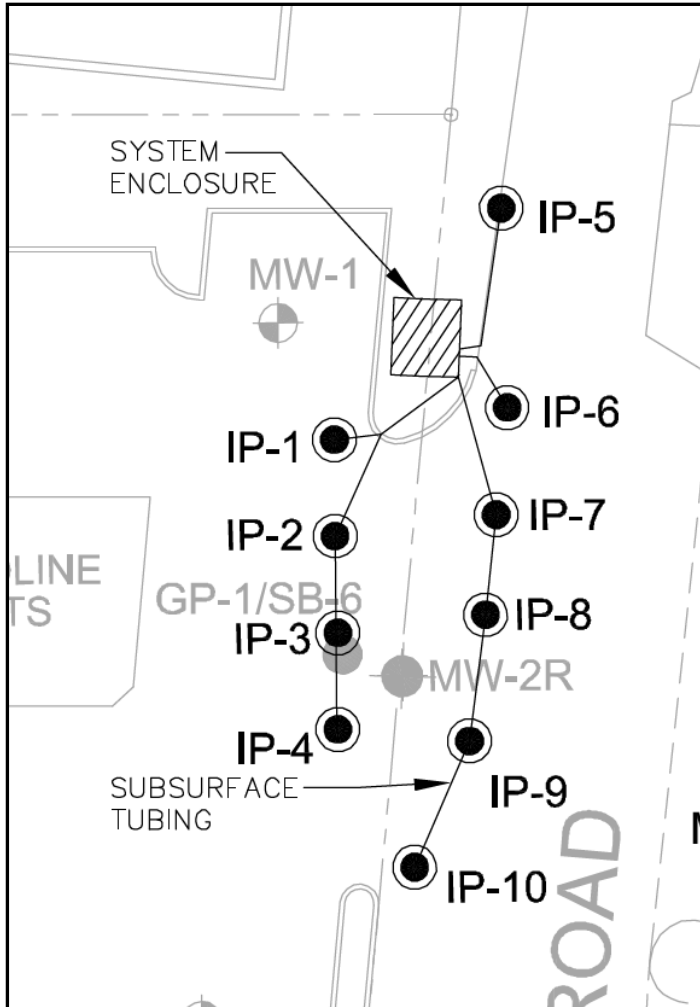 SYSTEM
ENCLOSURE
IP-5
MW-1
IP-6
IP-1
IP-7
IP-2
LINE
TS
GP-1/SB-6
IP-8
IP-3
MW-2R
IP-4
SUBSURFACE
TUBING
IP-9
IP-10
ROAD